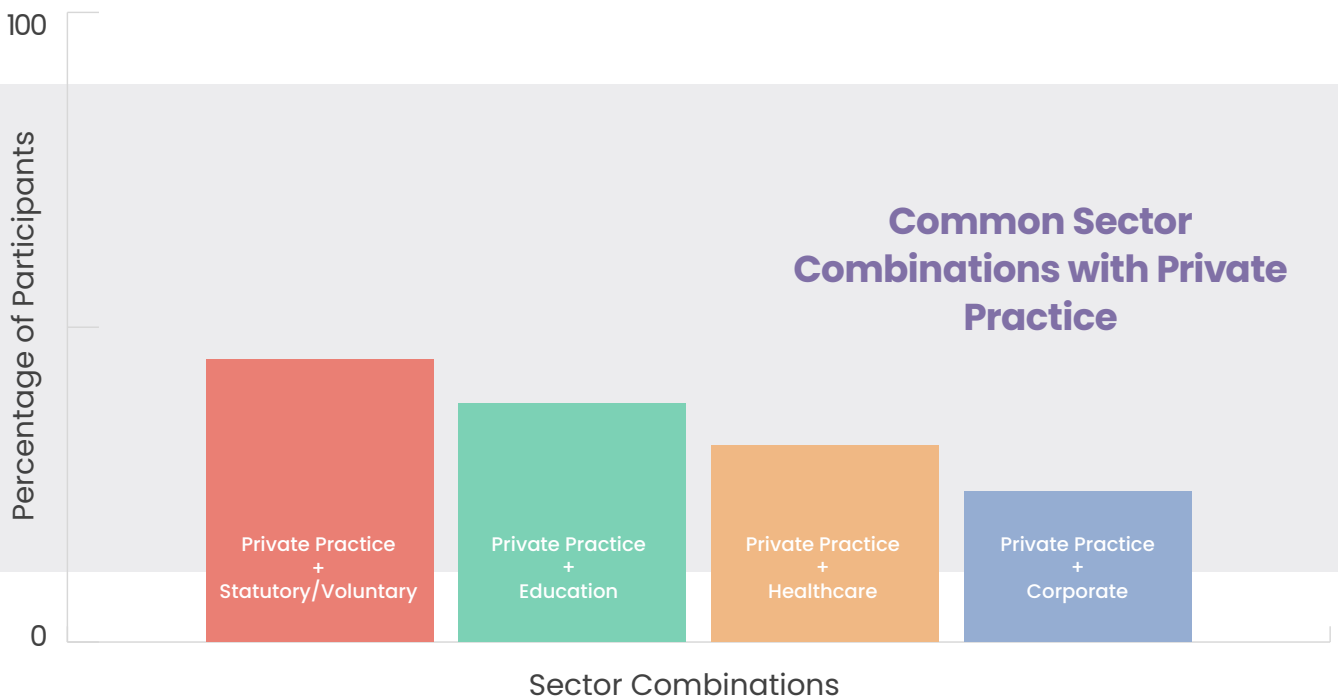 100
Percentage of Participants
Common Sector
Combinations with Private
Practice
Private Practice
+
Statutory/Voluntary
Private Practice
+
Education
Private Practice
+
Healthcare
Private Practice
+
Corporate
0
Sector Combinations